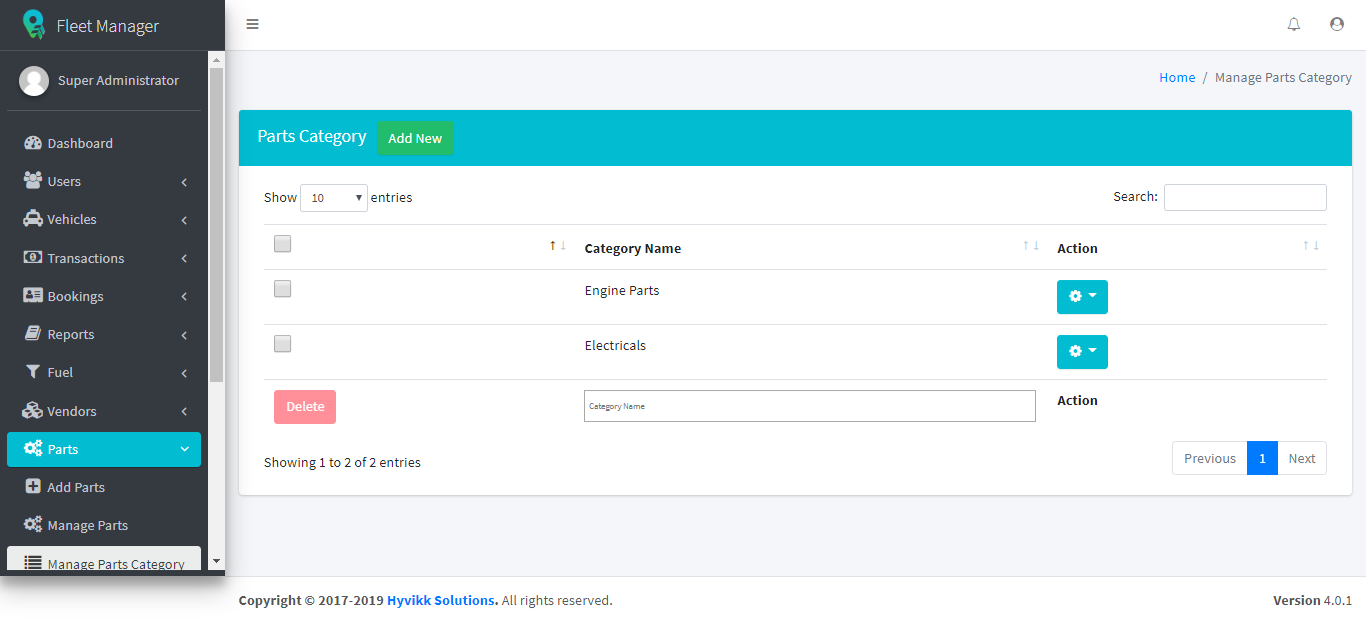 Fleet Manager
Super Administrator
Dashboard
Users
Vehicles
Transactions
Bookings
Reports
Fuel
Vendors
Parts
Add Parts
Manage Parts
Manage Parts Category
Home / Manage Parts Category
Parts Category Add New
Show 10 entries Search:
Category Name Action
Engine Parts
Electricals
Delete Category Name Action
Showing 1 to 2 of 2 entries Previous 1 Next
Copyright © 2017-2019 Hyvikk Solutions. All rights reserved. Version 4.0.1